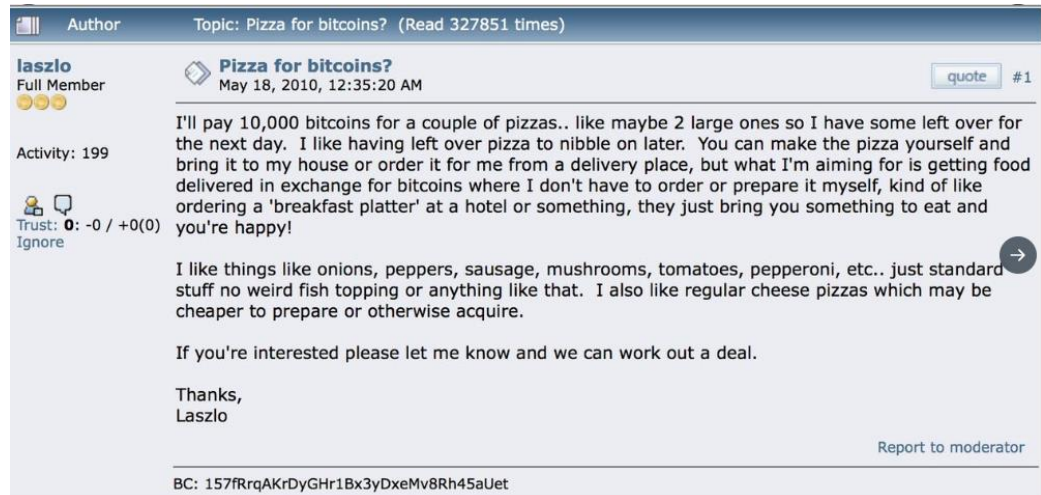 Author Topic: Pizza for bitcoins? (Read 327851 times)
laszlo
Full Member
Activity: 199
Trust: 0: -0 / +0(0)
Ignore
Pizza for bitcoins?
May 18, 2010, 12:35:20 AM
quote #1
I'll pay 10,000 bitcoins for a couple of pizzas.. like maybe 2 large ones so I have some left over for
the next day.  I like having left over pizza to nibble on later.  You can make the pizza yourself and
bring it to my house or order it for me from a delivery place, but what I'm aiming for is getting food
delivered in exchange for bitcoins where I don't have to order or prepare it myself, kind of like
ordering a 'breakfast platter' at a hotel or something, they just bring you something to eat and
you're happy!
I like things like onions, peppers, sausage, mushrooms, tomatoes, pepperoni, etc.. just standard
stuff no weird fish topping or anything like that.  I also like regular cheese pizzas which may be
cheaper to prepare or otherwise acquire.
If you're interested please let me know and we can work out a deal.
Thanks,
Laszlo
Report to moderator
BC: 157fRrqAKrDyGHr1Bx3yDxeMv8Rh45aUet